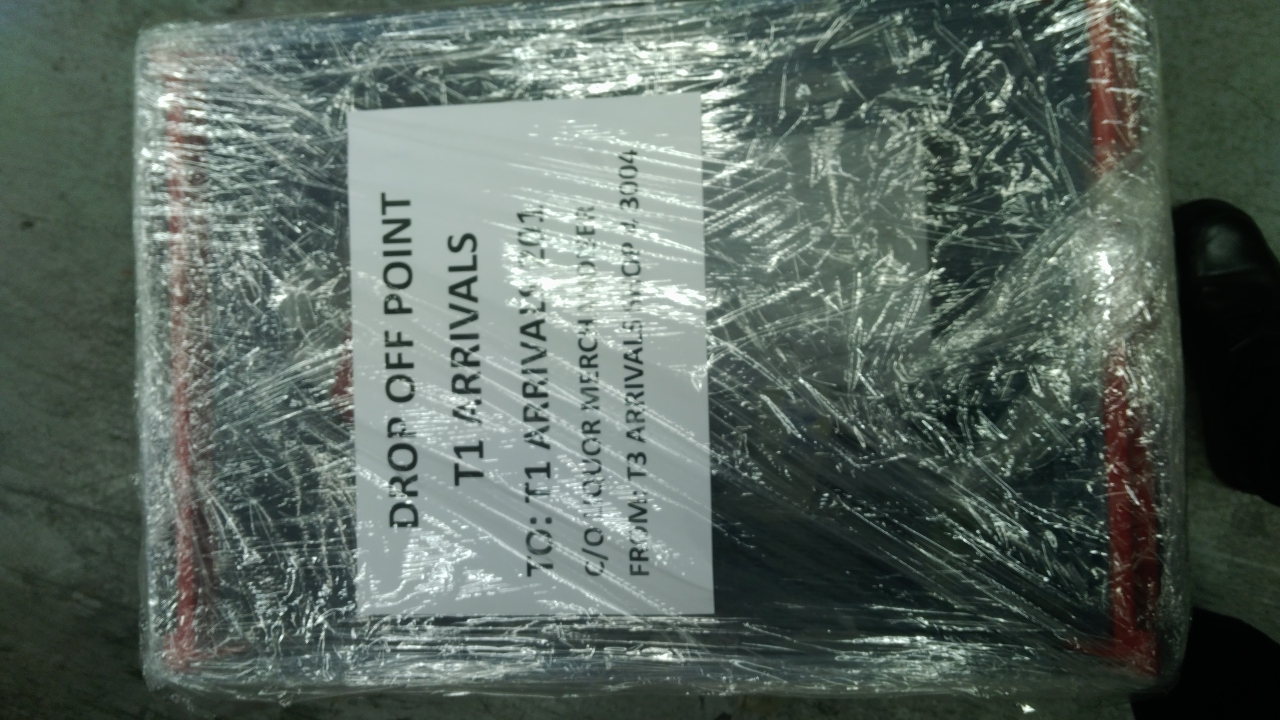 DROP OFF POINT
T1 ARRIVALS
TO: T1 ARRIVALS 201
C/O LIQUOR MERCHANDISER
FROM: T3 ARRIVALS 3004